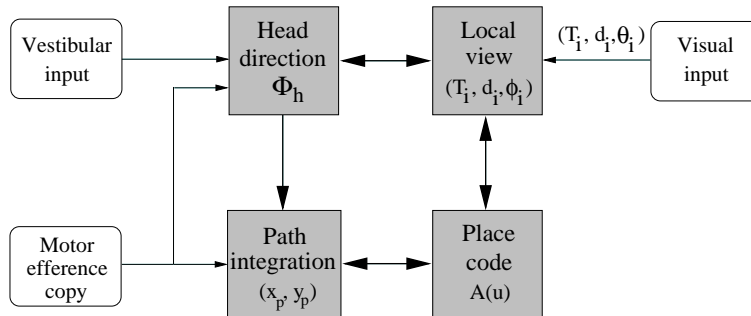 Vestibular
input
Head
direction
Φh
Local
view
(Ti, di,ϕi)
(Ti, di,θi)
Visual
input
Motor
efference
copy
Path
integration
(xp, yp)
Place
code
A(u)